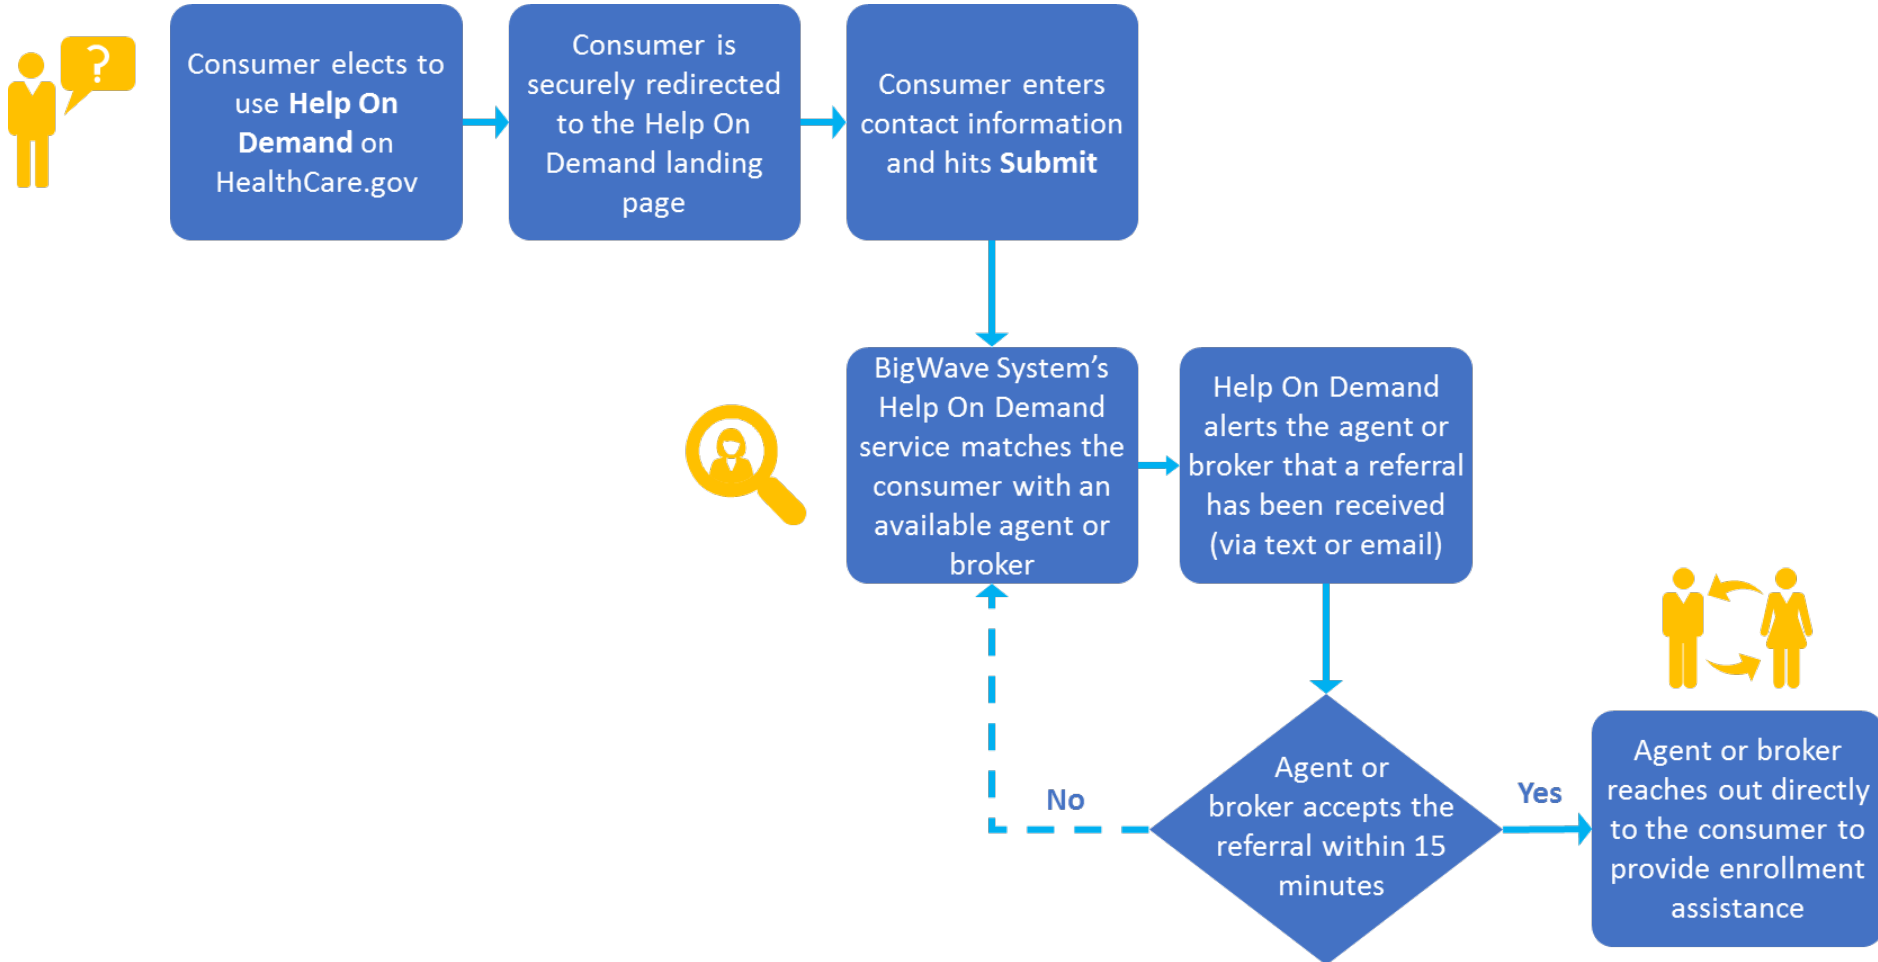 ?
Consumer elects to
use Help On
Demand on
HealthCare.gov
Consumer is
securely redirected
to the Help On
Demand landing
page
Consumer enters
contact information
and hits Submit
BigWave System’s
Help On Demand
service matches the
consumer with an
available agent or
broker
Help On Demand
alerts the agent or
broker that a referral
has been received
(via text or email)
Agent or
broker accepts the
referral within 15
minutes
No
Yes
Agent or broker
reaches out directly
to the consumer to
provide enrollment
assistance